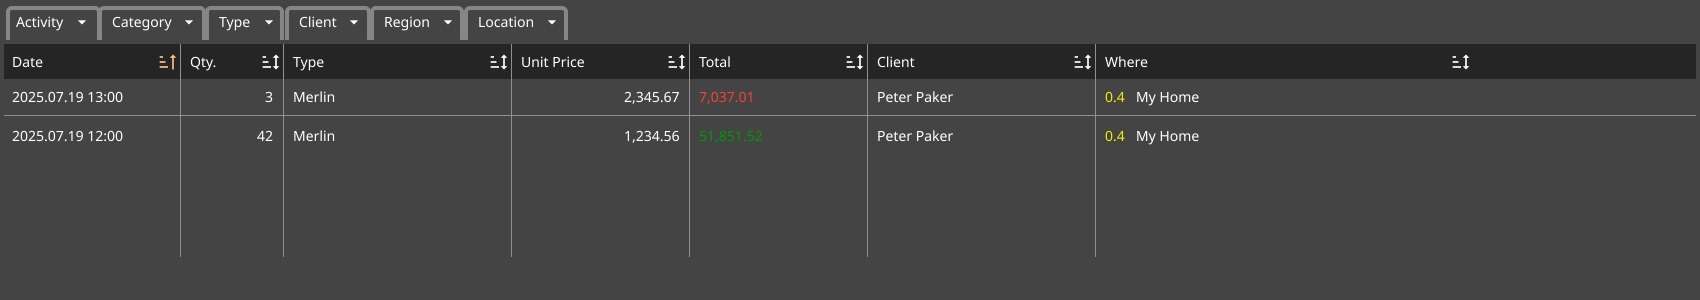 Activity Category Type Client Region Location
Date Qty. Type Unit Price Total Client Where
2025.07.19 13:00 3 Merlin 2,345.67 7,037.01 Peter Paker 0.4 My Home
2025.07.19 12:00 42 Merlin 1,234.56 51,851.52 Peter Paker 0.4 My Home